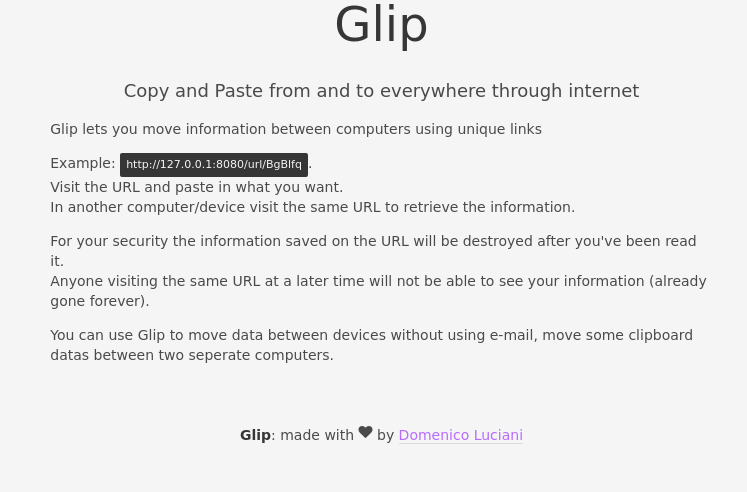 Glip
Copy and Paste from and to everywhere through internet
Glip lets you move information between computers using unique links
Example: http://127.0.0.1:8080/url/BgBlfq.
Visit the URL and paste in what you want.
In another computer/device visit the same URL to retrieve the information.
For your security the information saved on the URL will be destroyed after you've been read
it.
Anyone visiting the same URL at a later time will not be able to see your information (already
gone forever).
You can use Glip to move data between devices without using e-mail, move some clipboard
datas between two seperate computers.
Glip: made with ♥ by Domenico Luciani